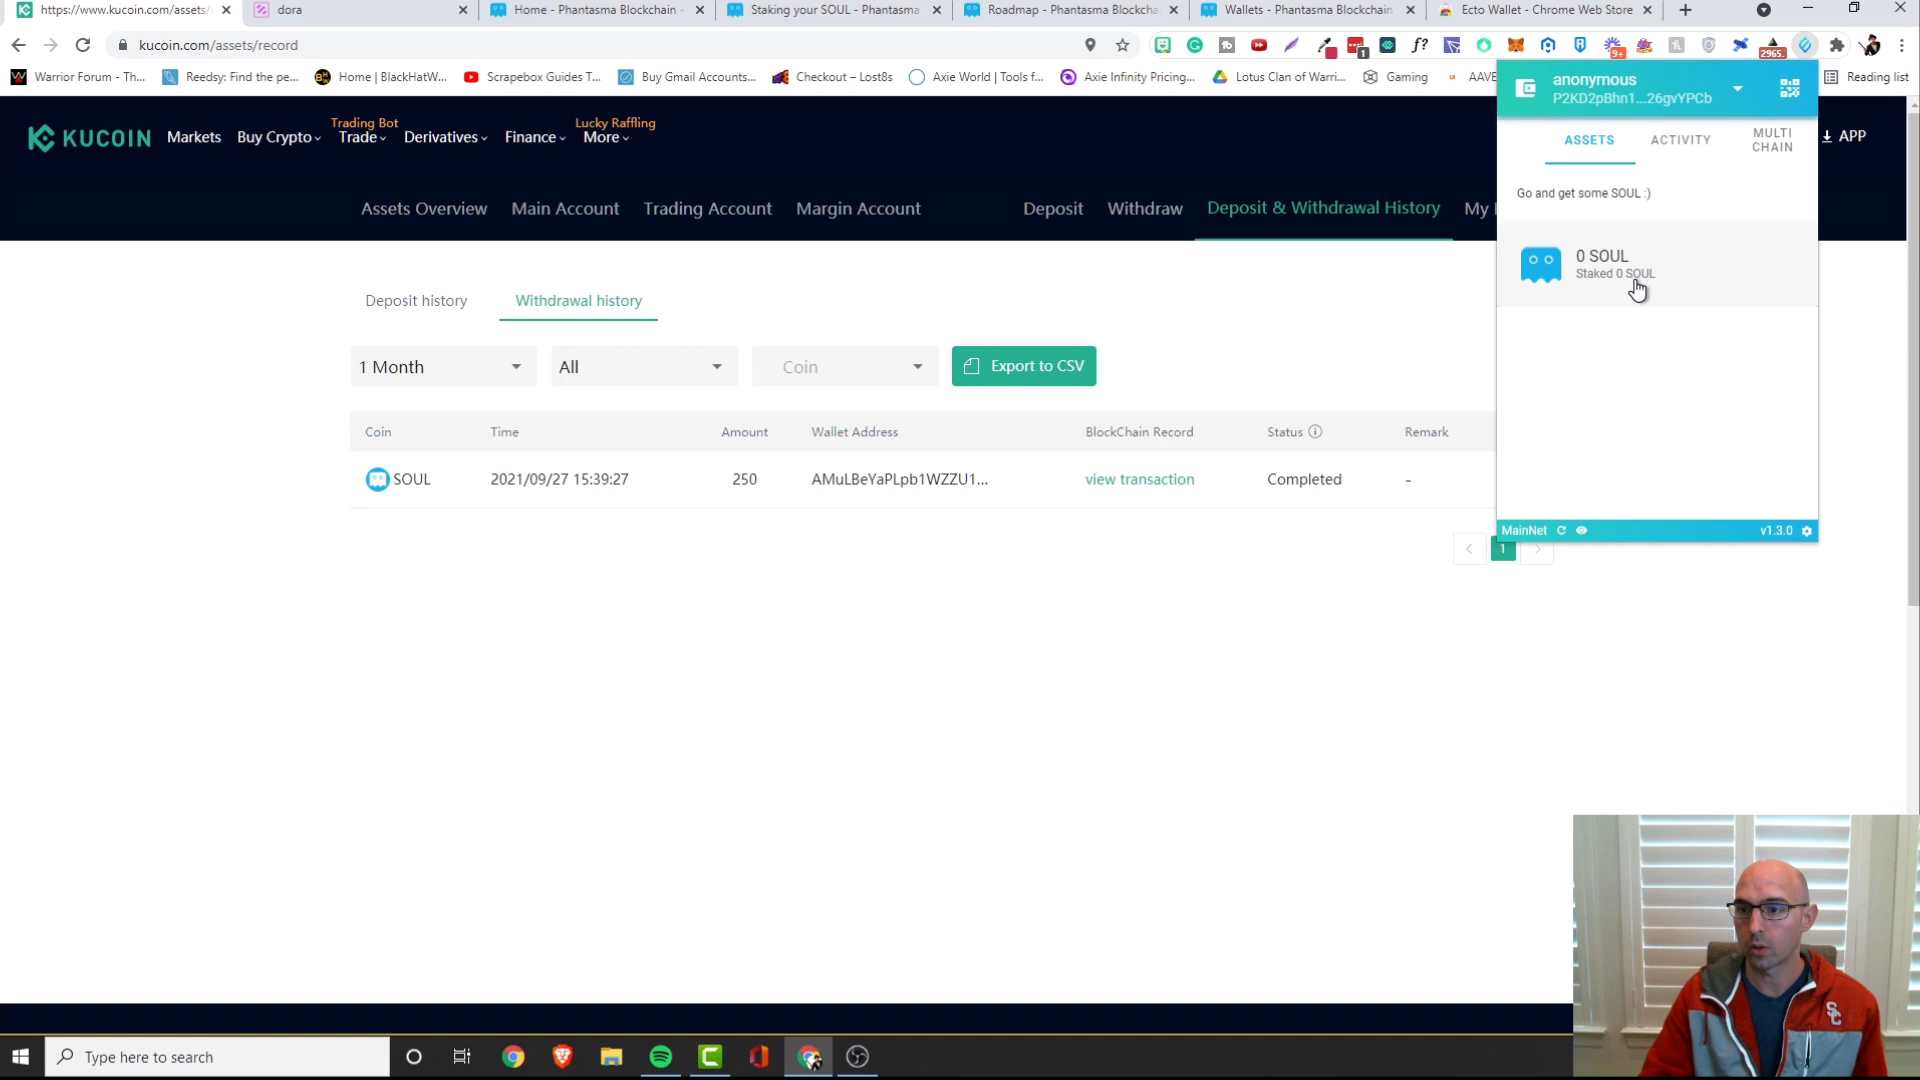 https://www.kucoin.com/assets/
dora
Home - Phantasma Blockchain -
Staking your SOUL - Phantasma
Roadmap - Phantasma Blockcha
Wallets - Phantasma Blockchain
Ecto Wallet - Chrome Web Store
kucoin.com/assets/record
f?
1
9+
2965.
Warrior Forum - Th...
Reedsy: Find the pe...
Home | BlackHatW...
Scrapebox Guides T...
Buy Gmail Accounts...
Checkout – Lost8s
Axie World | Tools f...
Axie Infinity Pricing...
Lotus Clan of Warri...
Gaming
AAVE
Reading list
KUCOIN
Markets
Buy Crypto
Trading Bot
Trade
Derivatives
Finance
Lucky Raffling
More
APP
Assets Overview
Main Account
Trading Account
Margin Account
Deposit
Withdraw
Deposit & Withdrawal History
My
anonymous
P2KD2pBhn1...26gvYPCb
ASSETS
ACTIVITY
MULTI
CHAIN
Go and get some SOUL :)
0 SOUL
Staked 0 SOUL
MainNet
v1.3.0
Deposit history
Withdrawal history
1 Month
All
Coin
Export to CSV
Coin Time Amount Wallet Address BlockChain Record Status Remark
SOUL 2021/09/27 15:39:27 250 AMuLBeYaPLpb1WZZU1... view transaction Completed -
1
Type here to search
SC